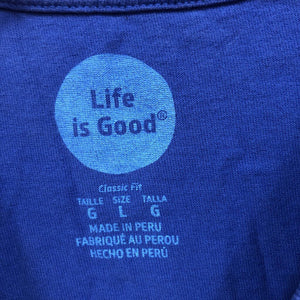 Life
is Good®
Classic Fit
TAILLE SIZE TALLA
G L G
MADE IN PERU
FABRIQUÉ AU PEROU
HECHO EN PERÚ